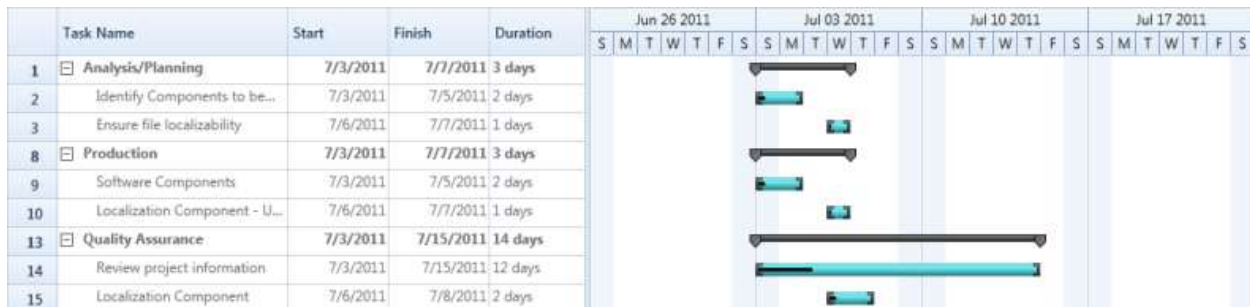 Jun 26 2011 Jul 03 2011 Jul 10 2011 Jul 17 2011
Task Name Start Finish Duration
S M T W T F S S M T W T F S S M T W T F S S M T W T F S
1 Analysis/Planning 7/3/2011 7/7/2011 3 days
2 Identify Components to be... 7/3/2011 7/5/2011 2 days
3 Ensure file localizability 7/6/2011 7/7/2011 1 days
8 Production 7/3/2011 7/7/2011 3 days
9 Software Components 7/3/2011 7/5/2011 2 days
10 Localization Component - U... 7/6/2011 7/7/2011 1 days
13 Quality Assurance 7/3/2011 7/15/2011 14 days
14 Review project information 7/3/2011 7/15/2011 12 days
15 Localization Component 7/6/2011 7/8/2011 2 days